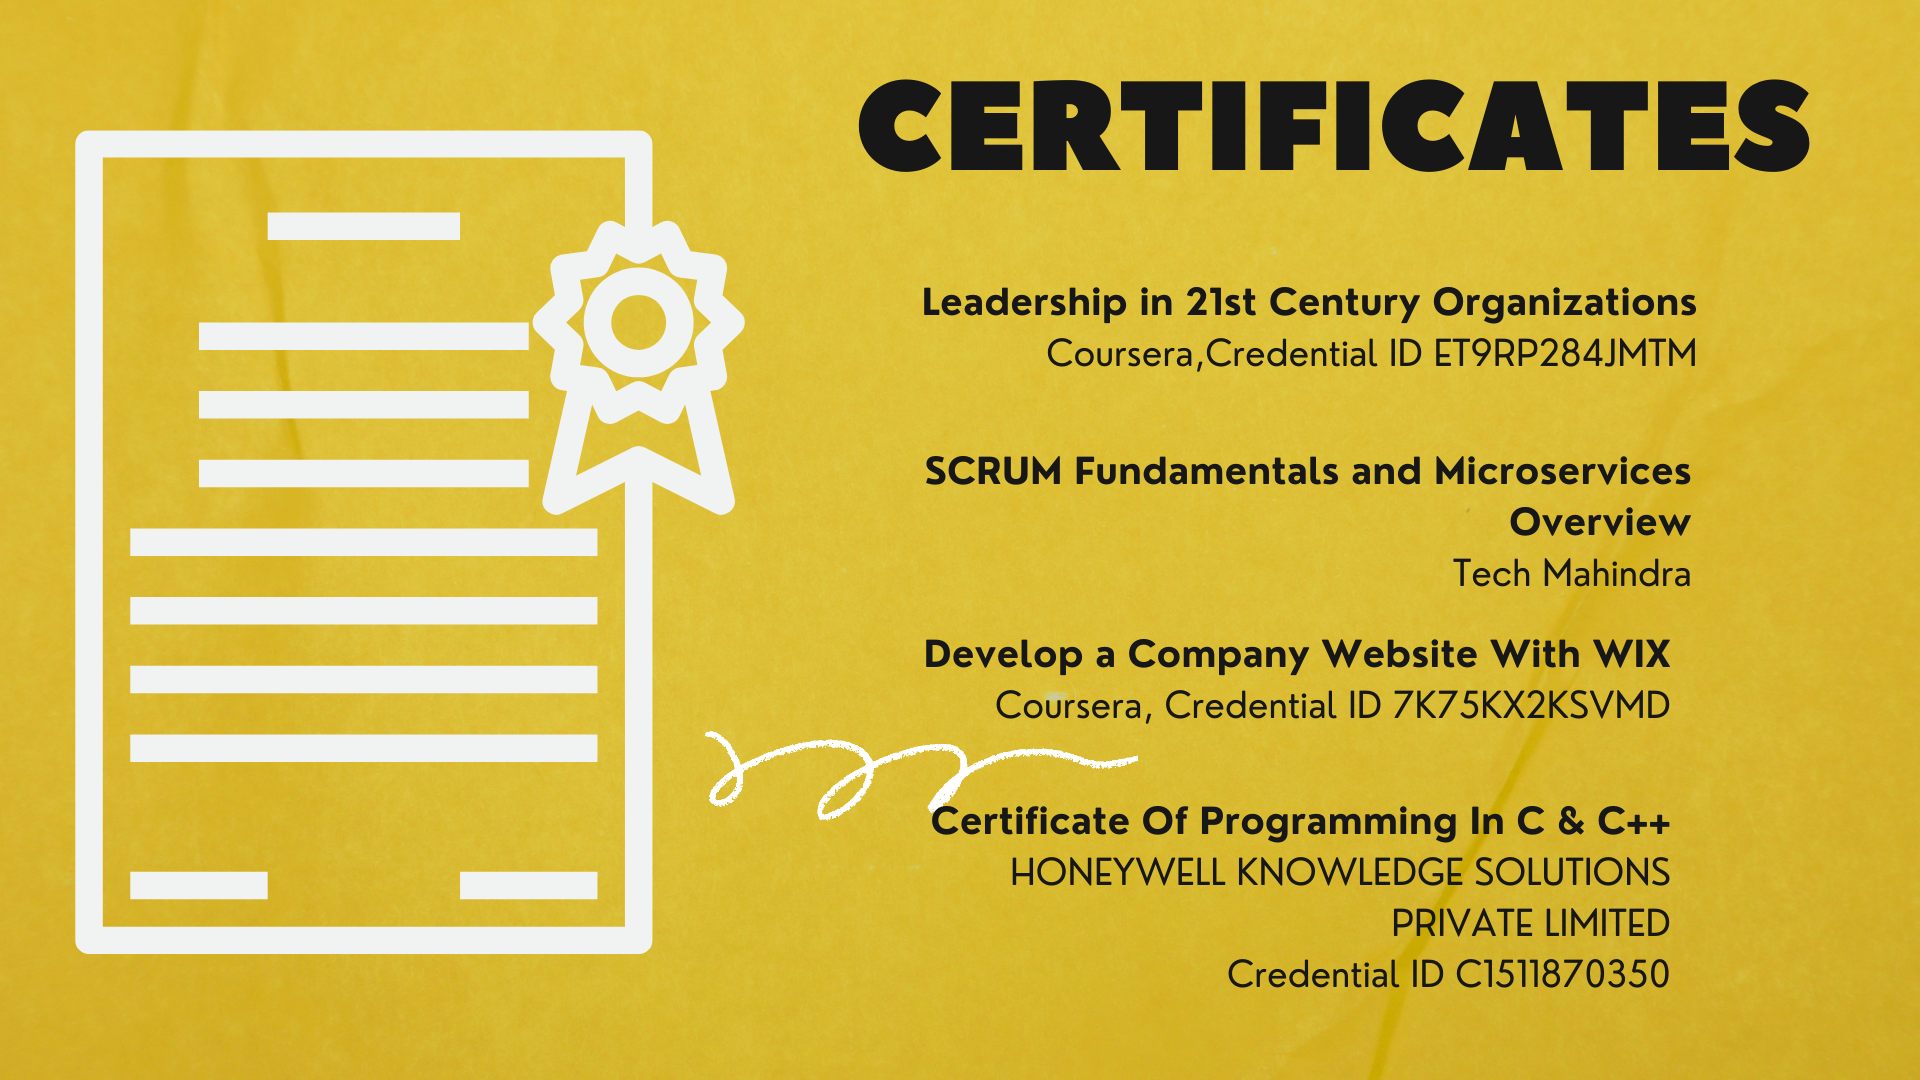 CERTIFICATES
Leadership in 21st Century Organizations
Coursera,Credential ID ET9RP284JMTM
SCRUM Fundamentals and Microservices
Overview
Tech Mahindra
Develop a Company Website With WIX
Coursera, Credential ID 7K75KX2KSVMD
Certificate Of Programming In C & C++
HONEYWELL KNOWLEDGE SOLUTIONS
PRIVATE LIMITED
Credential ID C1511870350